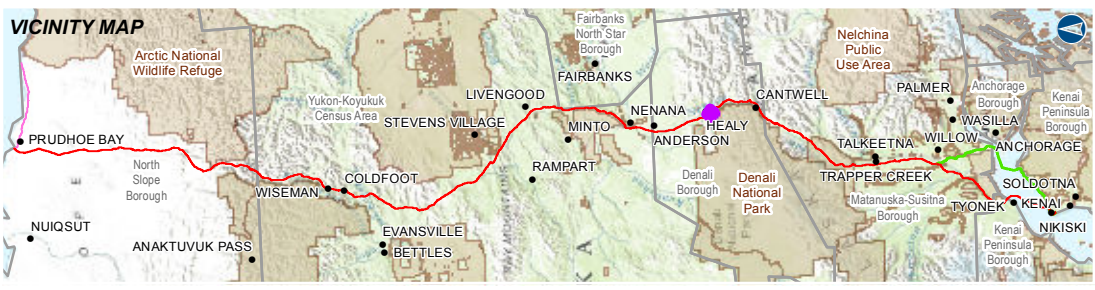 VICINITY MAP
Arctic National
Wildlife Refuge
Fairbanks
North Star
Borough
FAIRBANKS
Nelchina
Public
Use Area
PALMER
Anchorage
Borough
Kenai
Peninsula
Borough
Yukon-Koyukuk
Census Area
LIVENGOOD
STEVENS VILLAGE
NENANA
CANTWELL
WASILLA
PRUDHOE BAY
MINTO
ANDERSON
HEALY
TALKEETNA
WILLOW
ANCHORAGE
North
Slope
Borough
WISEMAN
COLDFOOT
RAMPART
Denali
Borough
Denali
National
Park
TRAPPER CREEK
Matanuska-Susitna
Borough
SOLDOTNA
TYONEK
KENAI
NIKISKI
NUIQSUT
ANAKTUVUK PASS
EVANSVILLE
BETTLES
Kenai
Peninsula
Borough